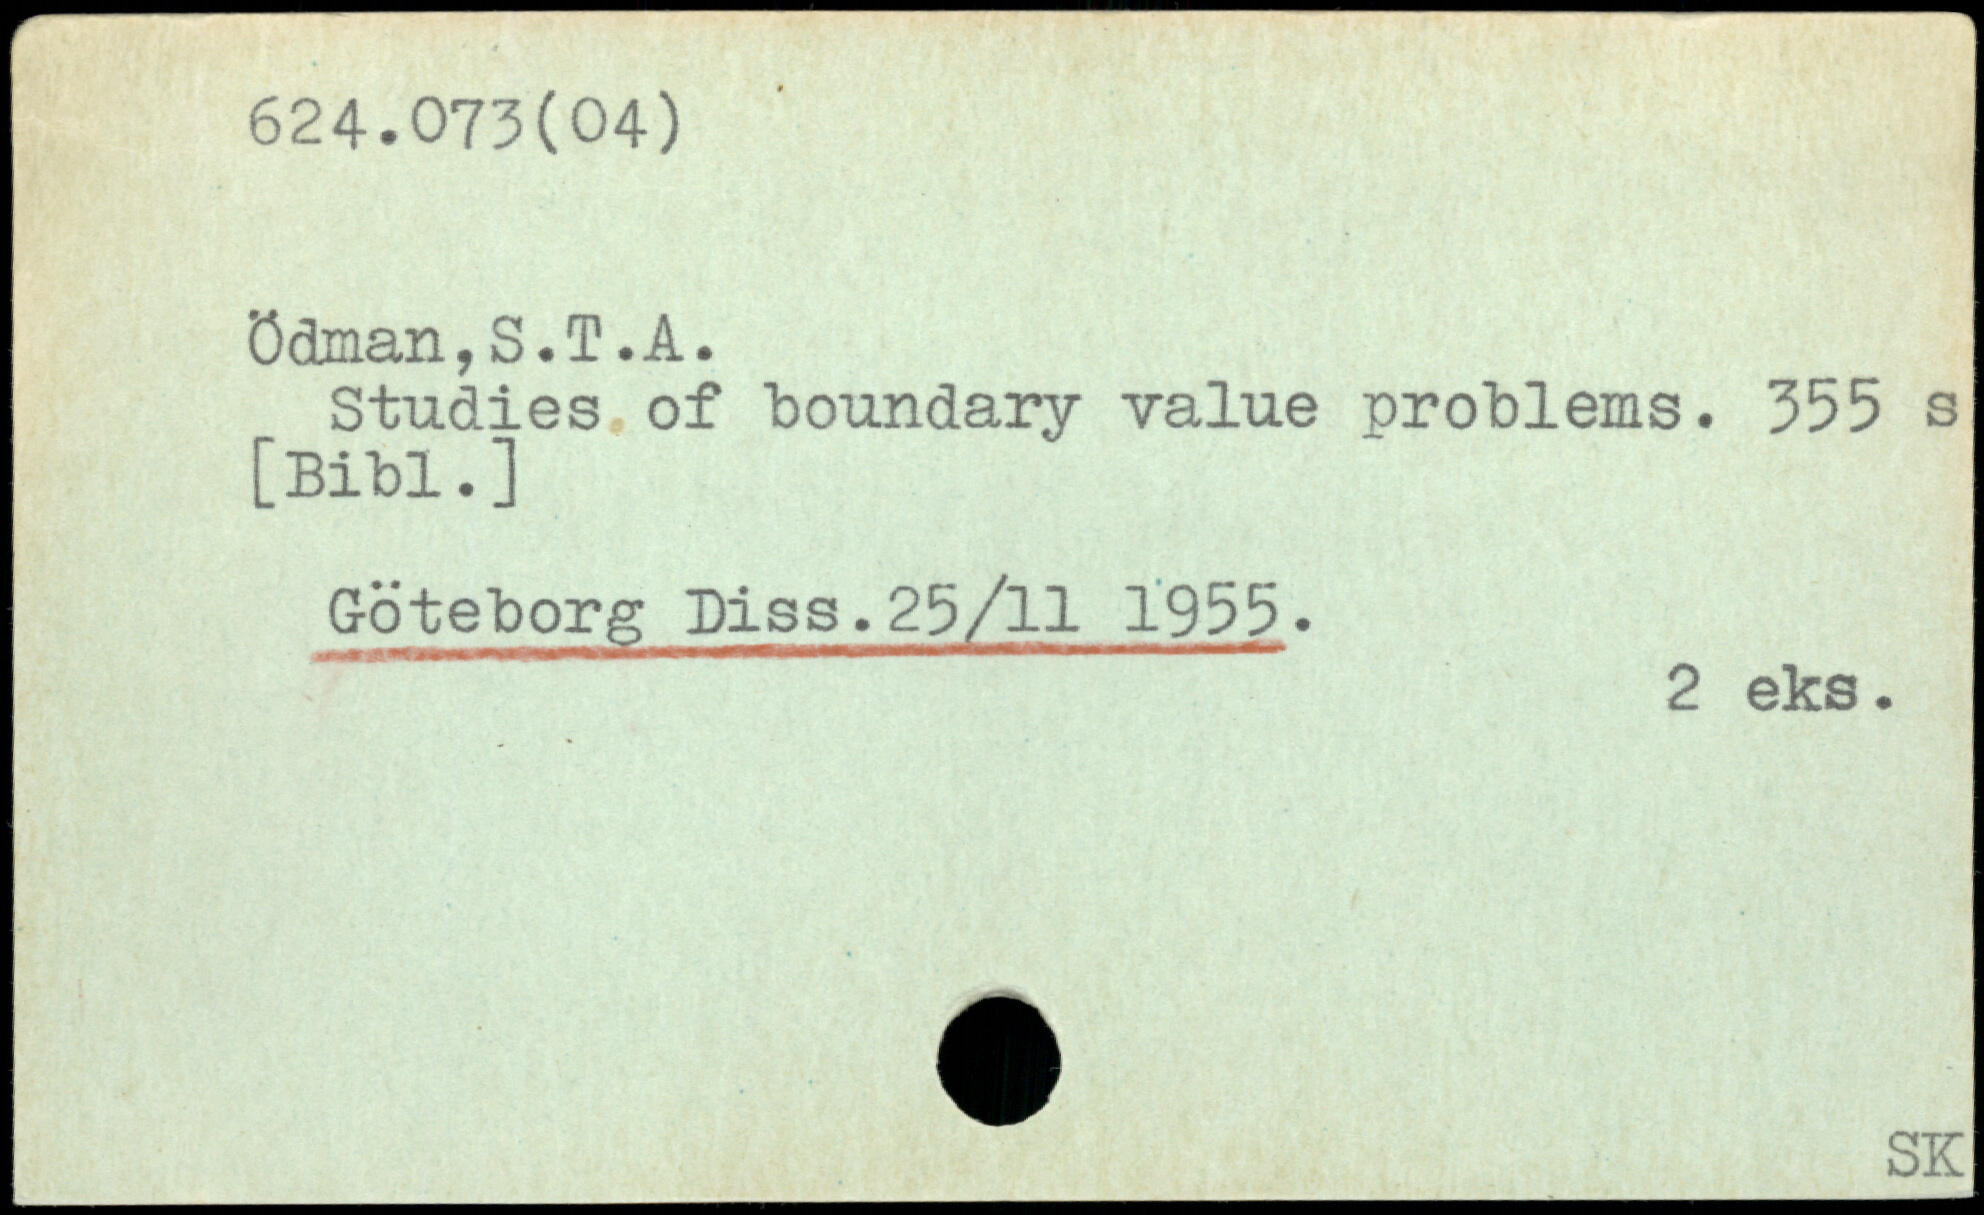 624.073(04)
Ödman,S.T.A.
Studies of boundary value problems. 355 s
[Bibl.]
Göteborg Diss.25/11 1955.
2 eks.
SK